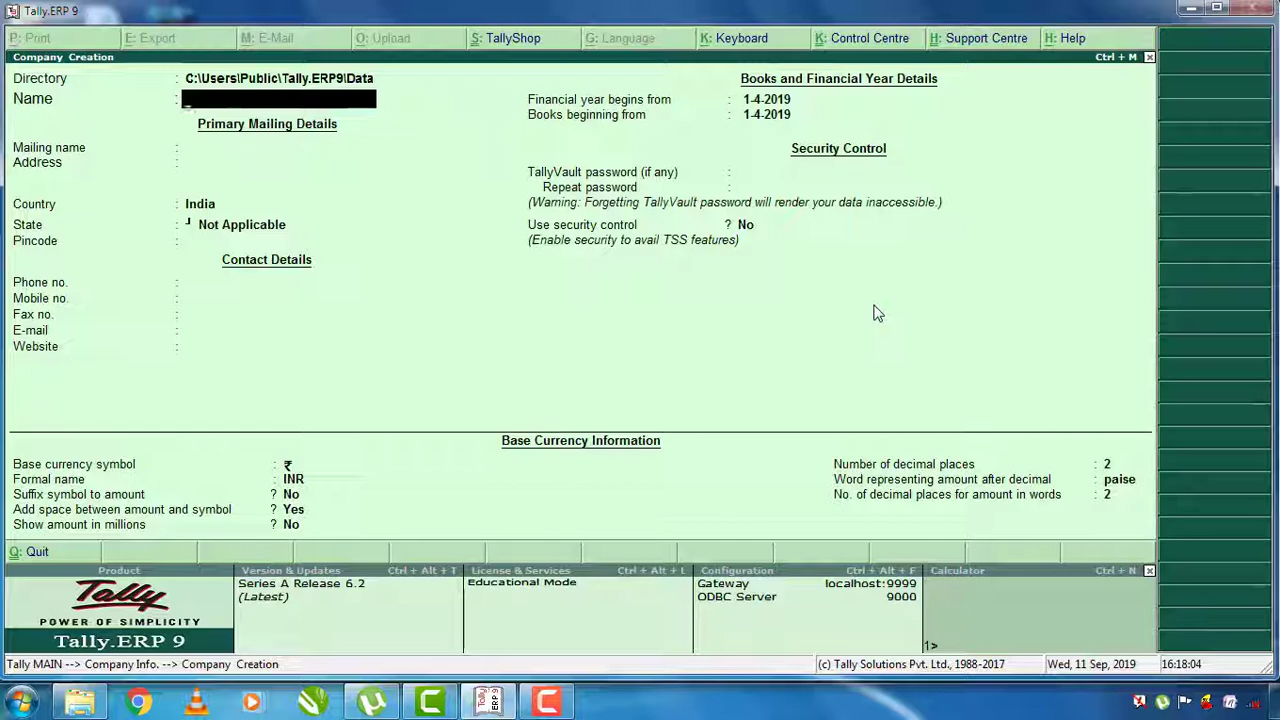 Tally.ERP 9
P: Print E: Export M: E-Mail O: Upload S: TallyShop G: Language K: Keyboard K: Control Centre H: Support Centre H: Help
Company Creation Ctrl + M
Directory : C:\Users\Public\Tally.ERP9\Data
Name :
Primary Mailing Details
Mailing name :
Address :
Country : India
State : Not Applicable
Pincode :
Contact Details
Phone no. :
Mobile no. :
Fax no. :
E-mail :
Website :
Books and Financial Year Details
Financial year begins from : 1-4-2019
Books beginning from : 1-4-2019
Security Control
TallyVault password (if any) :
Repeat password :
(Warning: Forgetting TallyVault password will render your data inaccessible.)
Use security control ? No
(Enable security to avail TSS features)
Base Currency Information
Base currency symbol : ₹
Formal name : INR
Suffix symbol to amount ? No
Add space between amount and symbol ? Yes
Show amount in millions ? No
Number of decimal places : 2
Word representing amount after decimal : paise
No. of decimal places for amount in words : 2
Q: Quit
Product
Tally
POWER OF SIMPLICITY
Tally.ERP 9
Version & Updates Ctrl + Alt + T
Series A Release 6.2
(Latest)
License & Services Ctrl + Alt + L
Educational Mode
Configuration Ctrl + Alt + F
Gateway localhost:9999
ODBC Server 9000
Calculator Ctrl + N
1>
Tally MAIN --> Company Info. --> Company Creation (c) Tally Solutions Pvt. Ltd., 1988-2017 Wed, 11 Sep, 2019 16:18:04